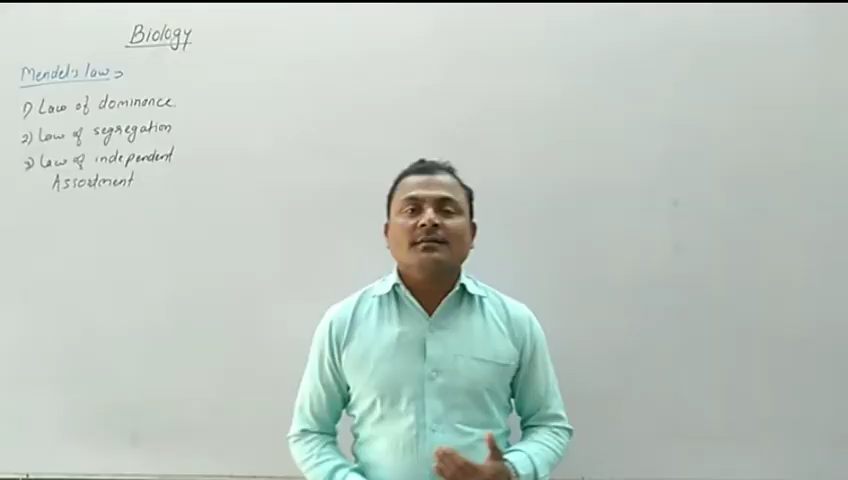 Biology
Mendel's law :-
1) Law of dominance.
2) Law of segregation
3) Law of independent
Assortment